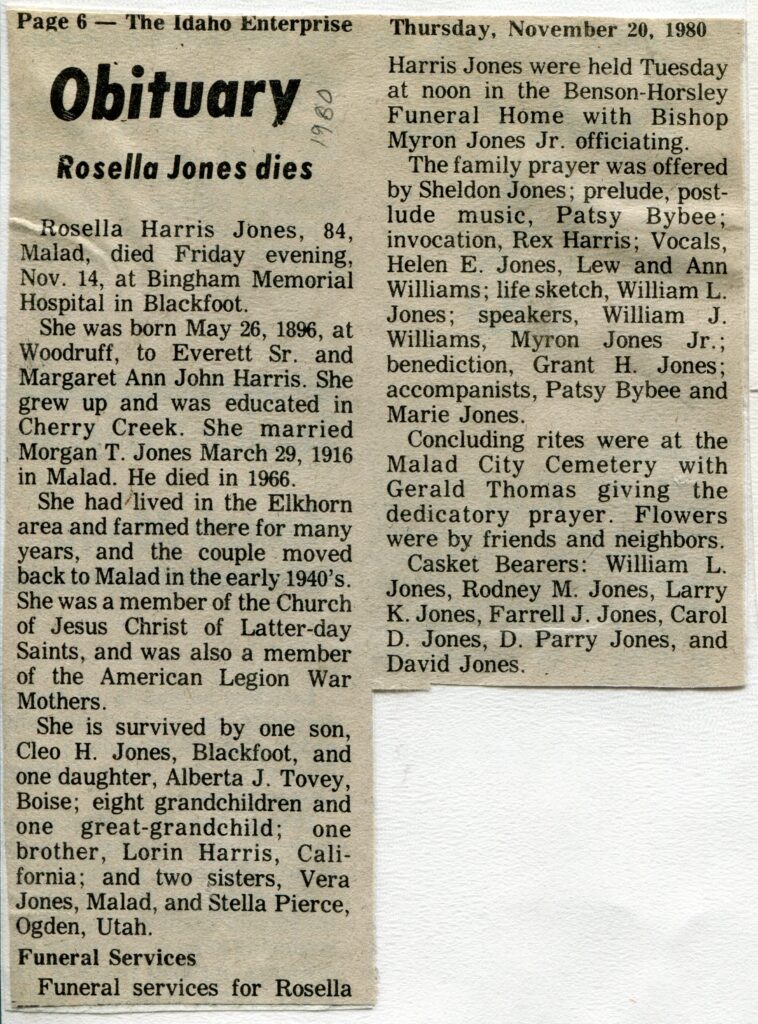 Page 6 — The Idaho Enterprise
Thursday, November 20, 1980
Obituary
1980
Rosella Jones dies
Rosella Harris Jones, 84,
Malad, died Friday evening,
Nov. 14, at Bingham Memorial
Hospital in Blackfoot.
She was born May 26, 1896, at
Woodruff, to Everett Sr. and
Margaret Ann John Harris. She
grew up and was educated in
Cherry Creek. She married
Morgan T. Jones March 29, 1916
in Malad. He died in 1966.
She had lived in the Elkhorn
area and farmed there for many
years, and the couple moved
back to Malad in the early 1940's.
She was a member of the Church
of Jesus Christ of Latter-day
Saints, and was also a member
of the American Legion War
Mothers.
She is survived by one son,
Cleo H. Jones, Blackfoot, and
one daughter, Alberta J. Tovey,
Boise; eight grandchildren and
one great-grandchild; one
brother, Lorin Harris, Cali-
fornia; and two sisters, Vera
Jones, Malad, and Stella Pierce,
Ogden, Utah.
Funeral Services
Funeral services for Rosella
Harris Jones were held Tuesday
at noon in the Benson-Horsley
Funeral Home with Bishop
Myron Jones Jr. officiating.
The family prayer was offered
by Sheldon Jones; prelude, post-
lude music, Patsy Bybee;
invocation, Rex Harris; Vocals,
Helen E. Jones, Lew and Ann
Williams; life sketch, William L.
Jones; speakers, William J.
Williams, Myron Jones Jr.;
benediction, Grant H. Jones;
accompanists, Patsy Bybee and
Marie Jones.
Concluding rites were at the
Malad City Cemetery with
Gerald Thomas giving the
dedicatory prayer. Flowers
were by friends and neighbors.
Casket Bearers: William L.
Jones, Rodney M. Jones, Larry
K. Jones, Farrell J. Jones, Carol
D. Jones, D. Parry Jones, and
David Jones.